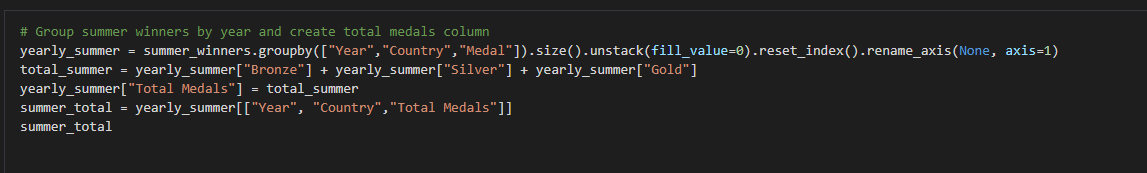 # Group summer winners by year and create total medals column
yearly_summer = summer_winners.groupby(["Year","Country","Medal"]).size().unstack(fill_value=0).reset_index().rename_axis(None, axis=1)
total_summer = yearly_summer["Bronze"] + yearly_summer["Silver"] + yearly_summer["Gold"]
yearly_summer["Total Medals"] = total_summer
summer_total = yearly_summer[["Year", "Country","Total Medals"]]
summer_total